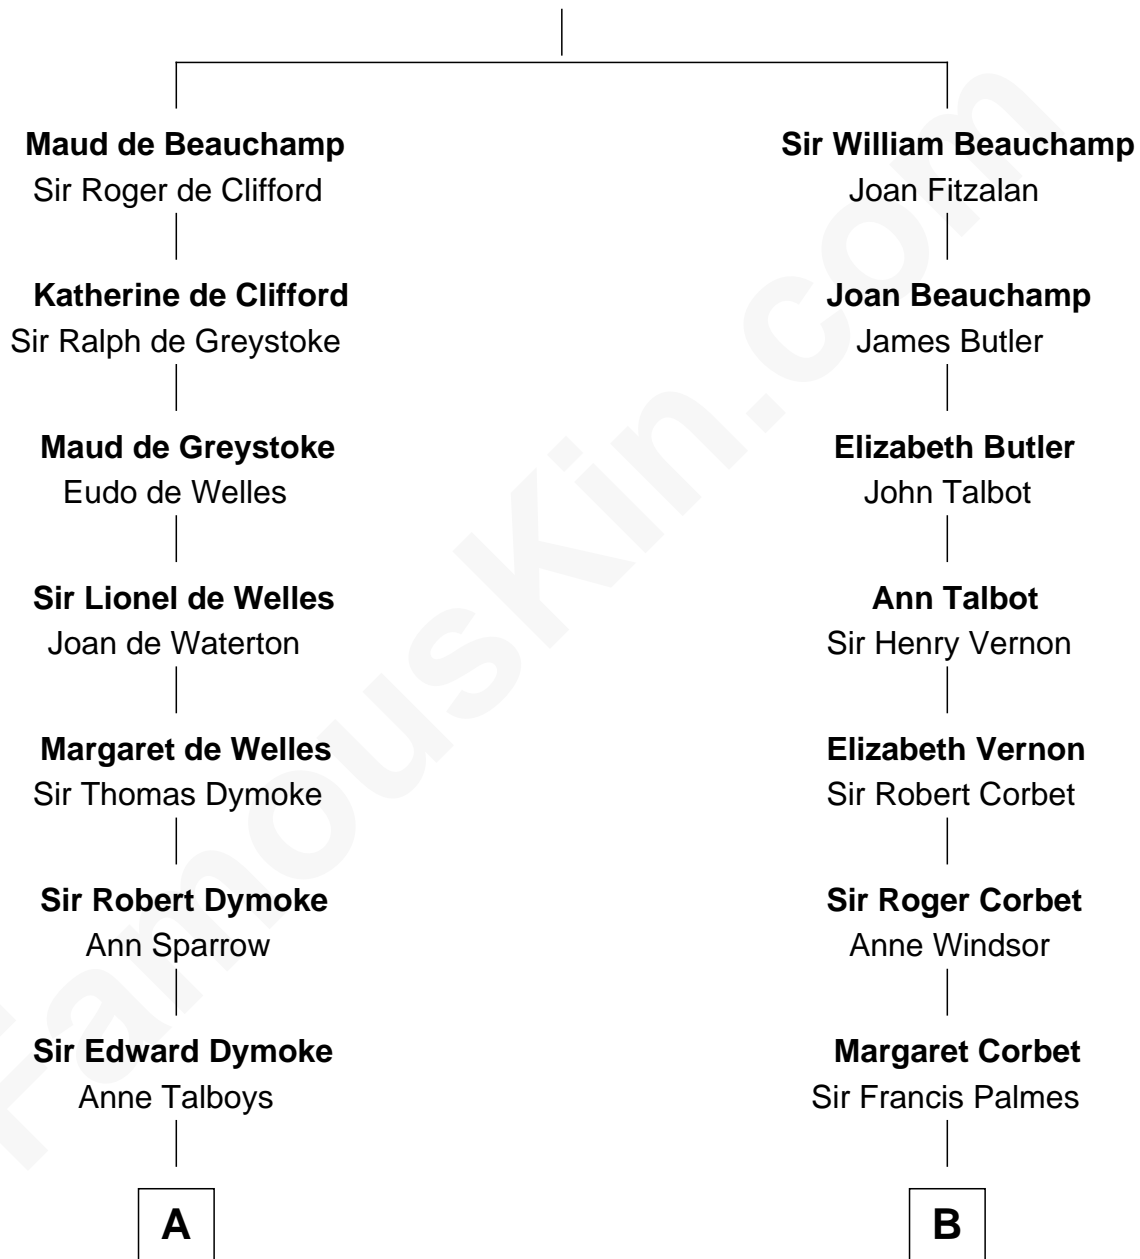 Maud de Beauchamp
Sir Roger de Clifford
Katherine de Clifford
Sir Ralph de Greystoke
Maud de Greystoke
Eudo de Welles
Sir Lionel de Welles
Joan de Waterton
Margaret de Welles
Sir Thomas Dymoke
Sir Robert Dymoke
Ann Sparrow
Sir Edward Dymoke
Anne Talboys
A
Sir William Beauchamp
Joan Fitzalan
Joan Beauchamp
James Butler
Elizabeth Butler
John Talbot
Ann Talbot
Sir Henry Vernon
Elizabeth Vernon
Sir Robert Corbet
Sir Roger Corbet
Anne Windsor
Margaret Corbet
Sir Francis Palmes
B
FamousKin.com